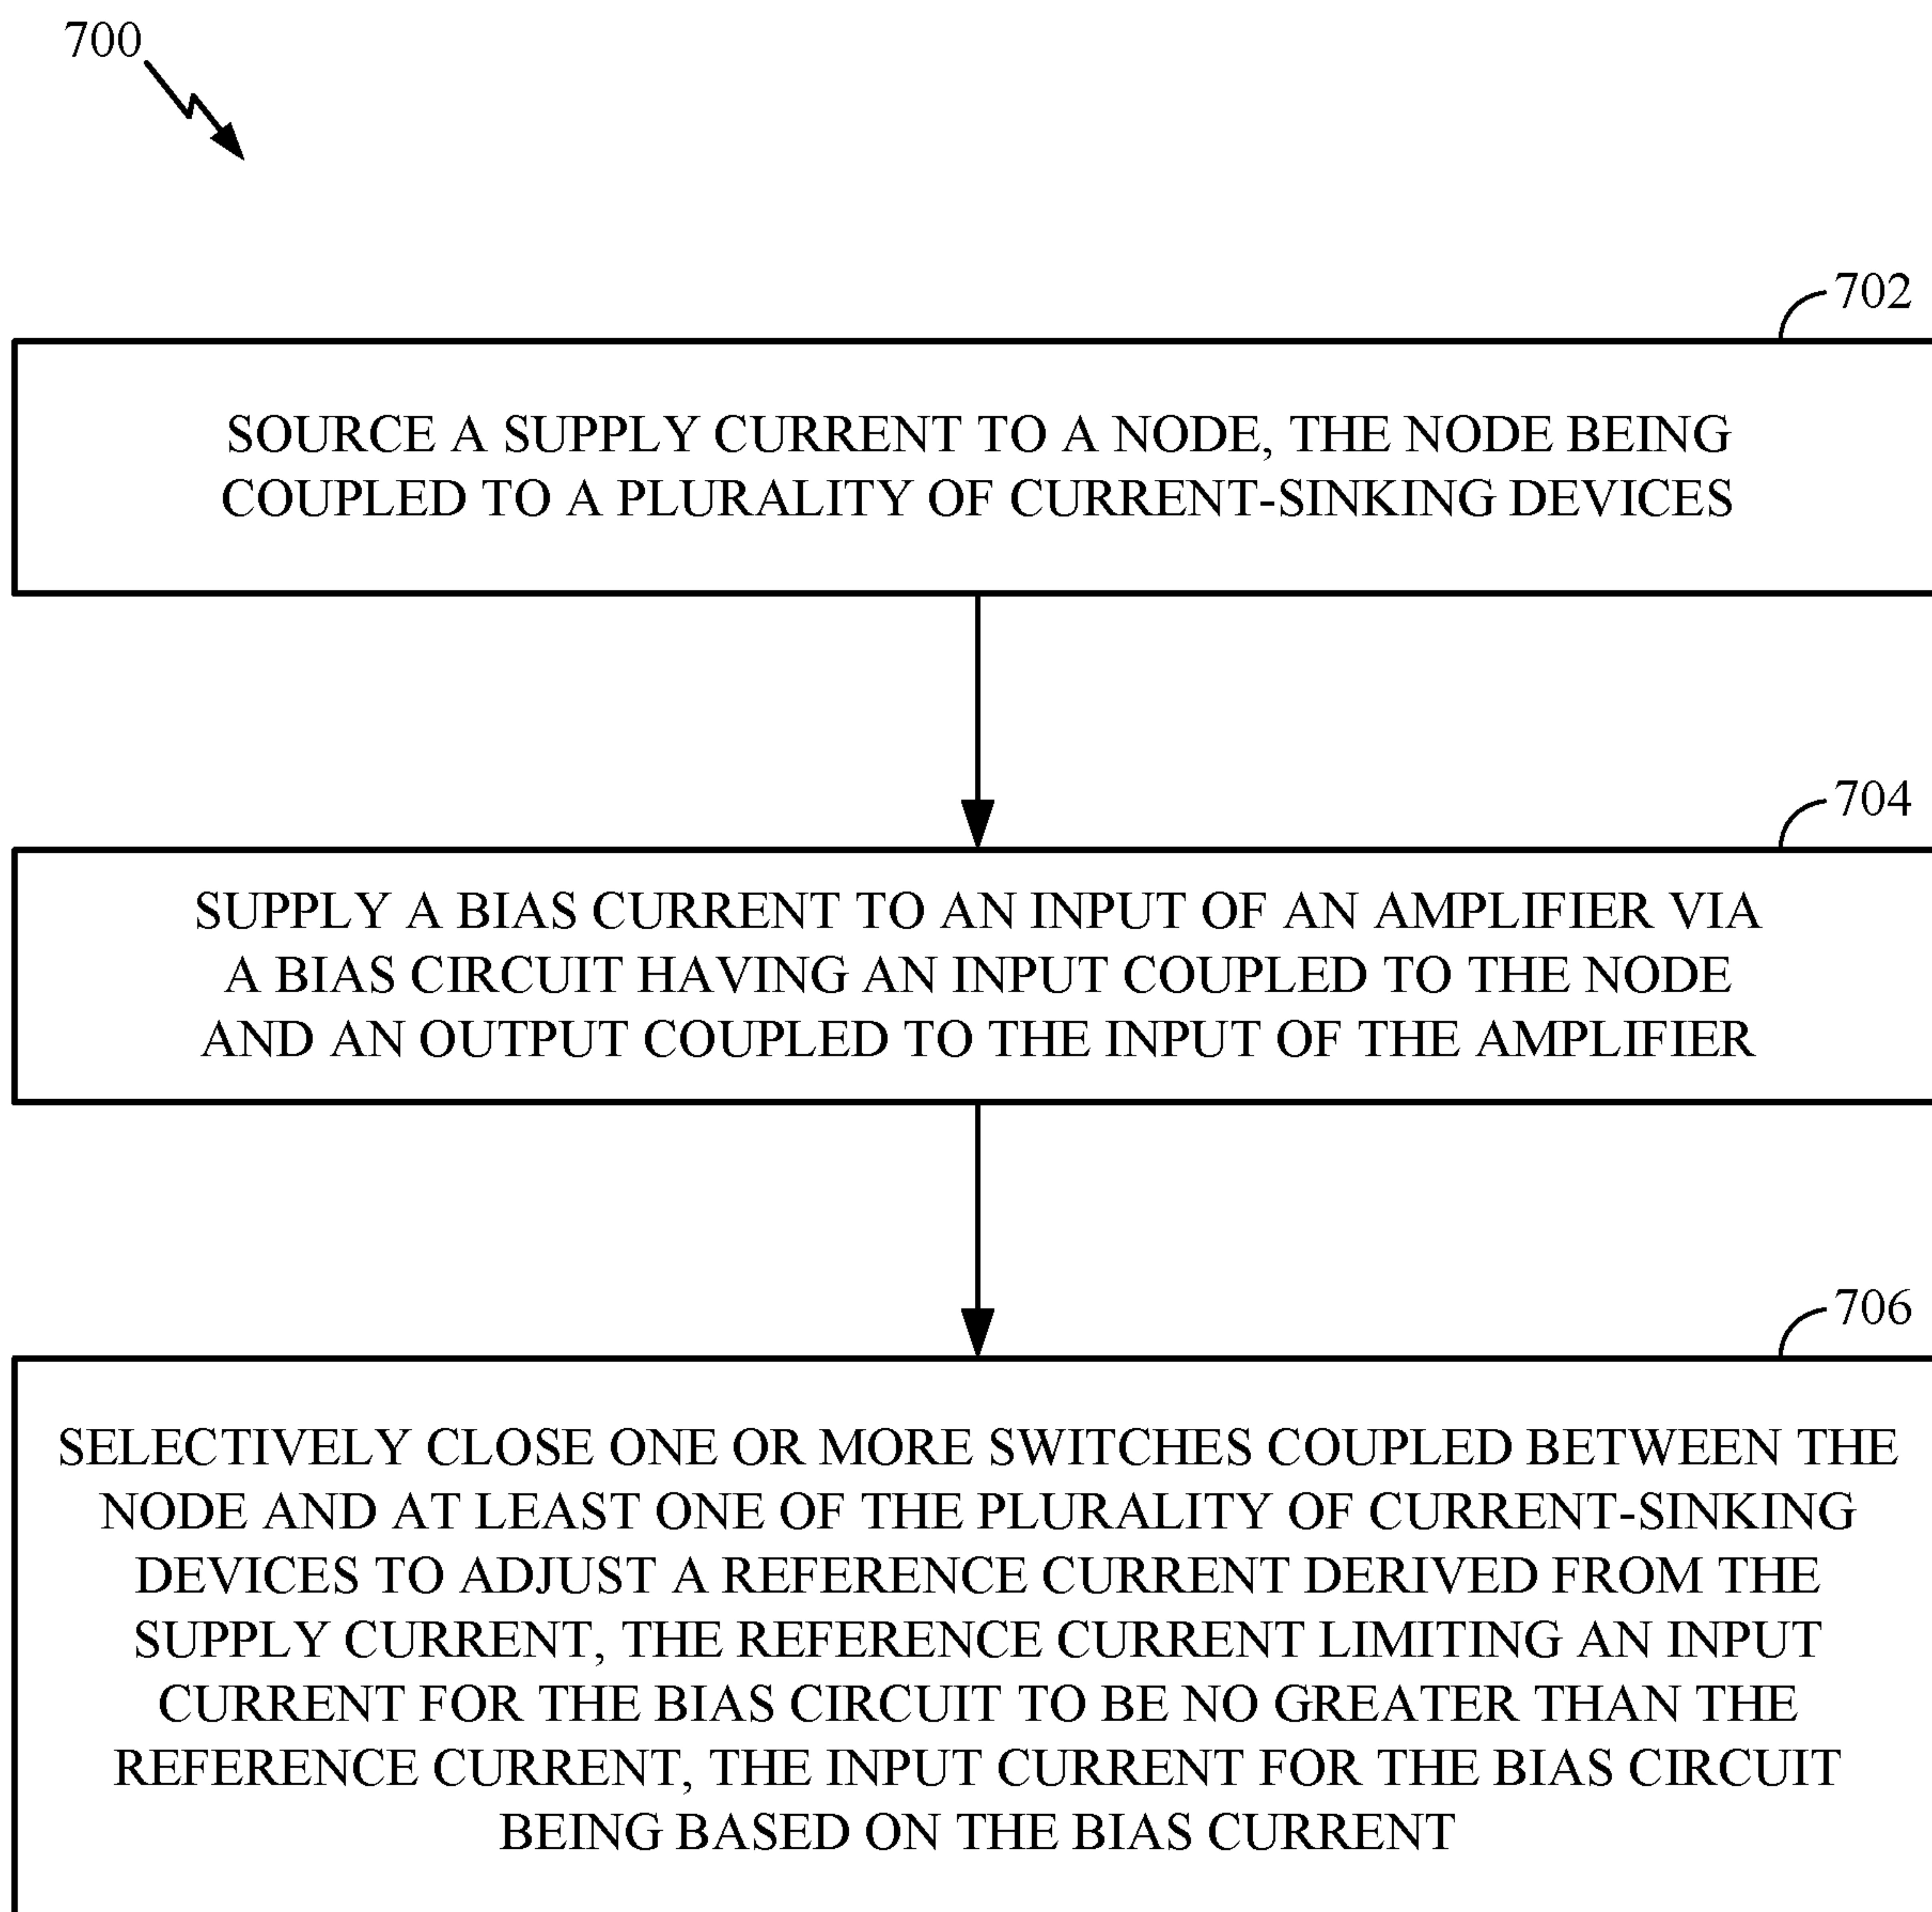 700
702
SOURCE A SUPPLY CURRENT TO A NODE, THE NODE BEING
COUPLED TO A PLURALITY OF CURRENT-SINKING DEVICES
704
SUPPLY A BIAS CURRENT TO AN INPUT OF AN AMPLIFIER VIA
A BIAS CIRCUIT HAVING AN INPUT COUPLED TO THE NODE
AND AN OUTPUT COUPLED TO THE INPUT OF THE AMPLIFIER
706
SELECTIVELY CLOSE ONE OR MORE SWITCHES COUPLED BETWEEN THE
NODE AND AT LEAST ONE OF THE PLURALITY OF CURRENT-SINKING
DEVICES TO ADJUST A REFERENCE CURRENT DERIVED FROM THE
SUPPLY CURRENT, THE REFERENCE CURRENT LIMITING AN INPUT
CURRENT FOR THE BIAS CIRCUIT TO BE NO GREATER THAN THE
REFERENCE CURRENT, THE INPUT CURRENT FOR THE BIAS CIRCUIT
BEING BASED ON THE BIAS CURRENT